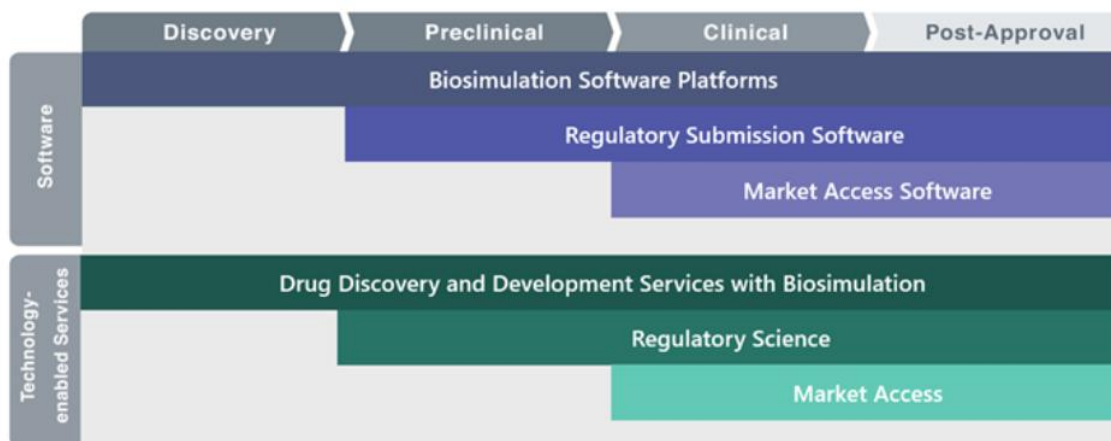 Discovery
Preclinical
Clinical
Post-Approval
Software
Biosimulation Software Platforms
Regulatory Submission Software
Market Access Software
Technology-
enabled Services
Drug Discovery and Development Services with Biosimulation
Regulatory Science
Market Access